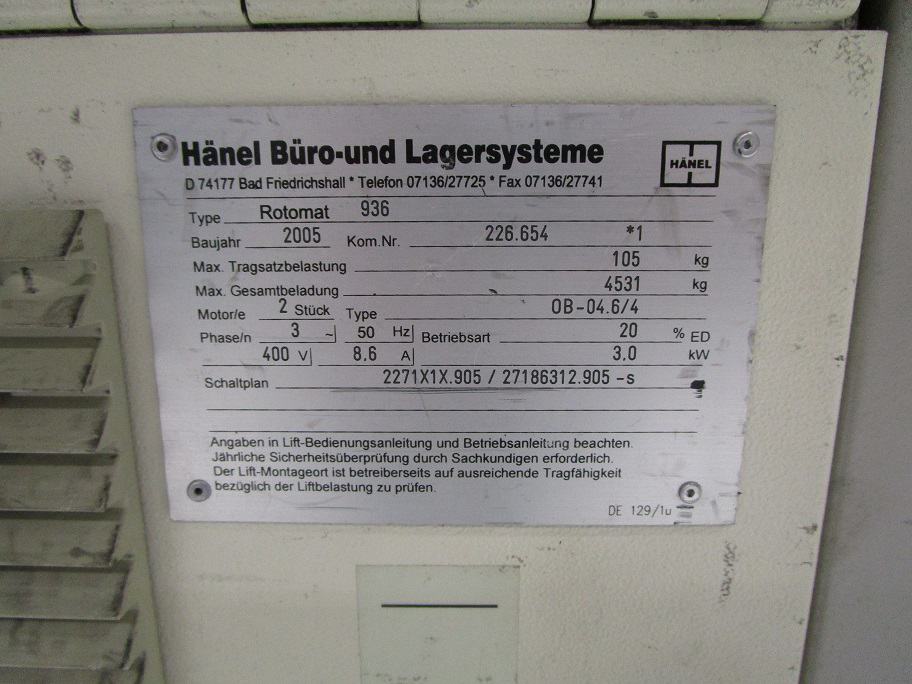 Hänel Büro-und Lagersysteme
HÄNEL
D 74177 Bad Friedrichshall * Telefon 07136/27725 * Fax 07136/27741
Type Rotomat 936
Baujahr 2005 Kom.Nr. 226.654 *1
Max. Tragsatzbelastung 105 kg
Max. Gesamtbeladung 4531 kg
Motor/e 2 Stück Type OB-04.6/4
Phase/n 3 ~ 50 Hz Betriebsart 20 % ED
400 V 8.6 A 3.0 kW
Schaltplan 2271X1X.905 / 27186312.905 -s
Angaben in Lift-Bedienungsanleitung und Betriebsanleitung beachten.
Jährliche Sicherheitsüberprüfung durch Sachkundigen erforderlich.
Der Lift-Montageort ist betreiberseits auf ausreichende Tragfähigkeit
bezüglich der Liftbelastung zu prüfen.
DE 129/1u